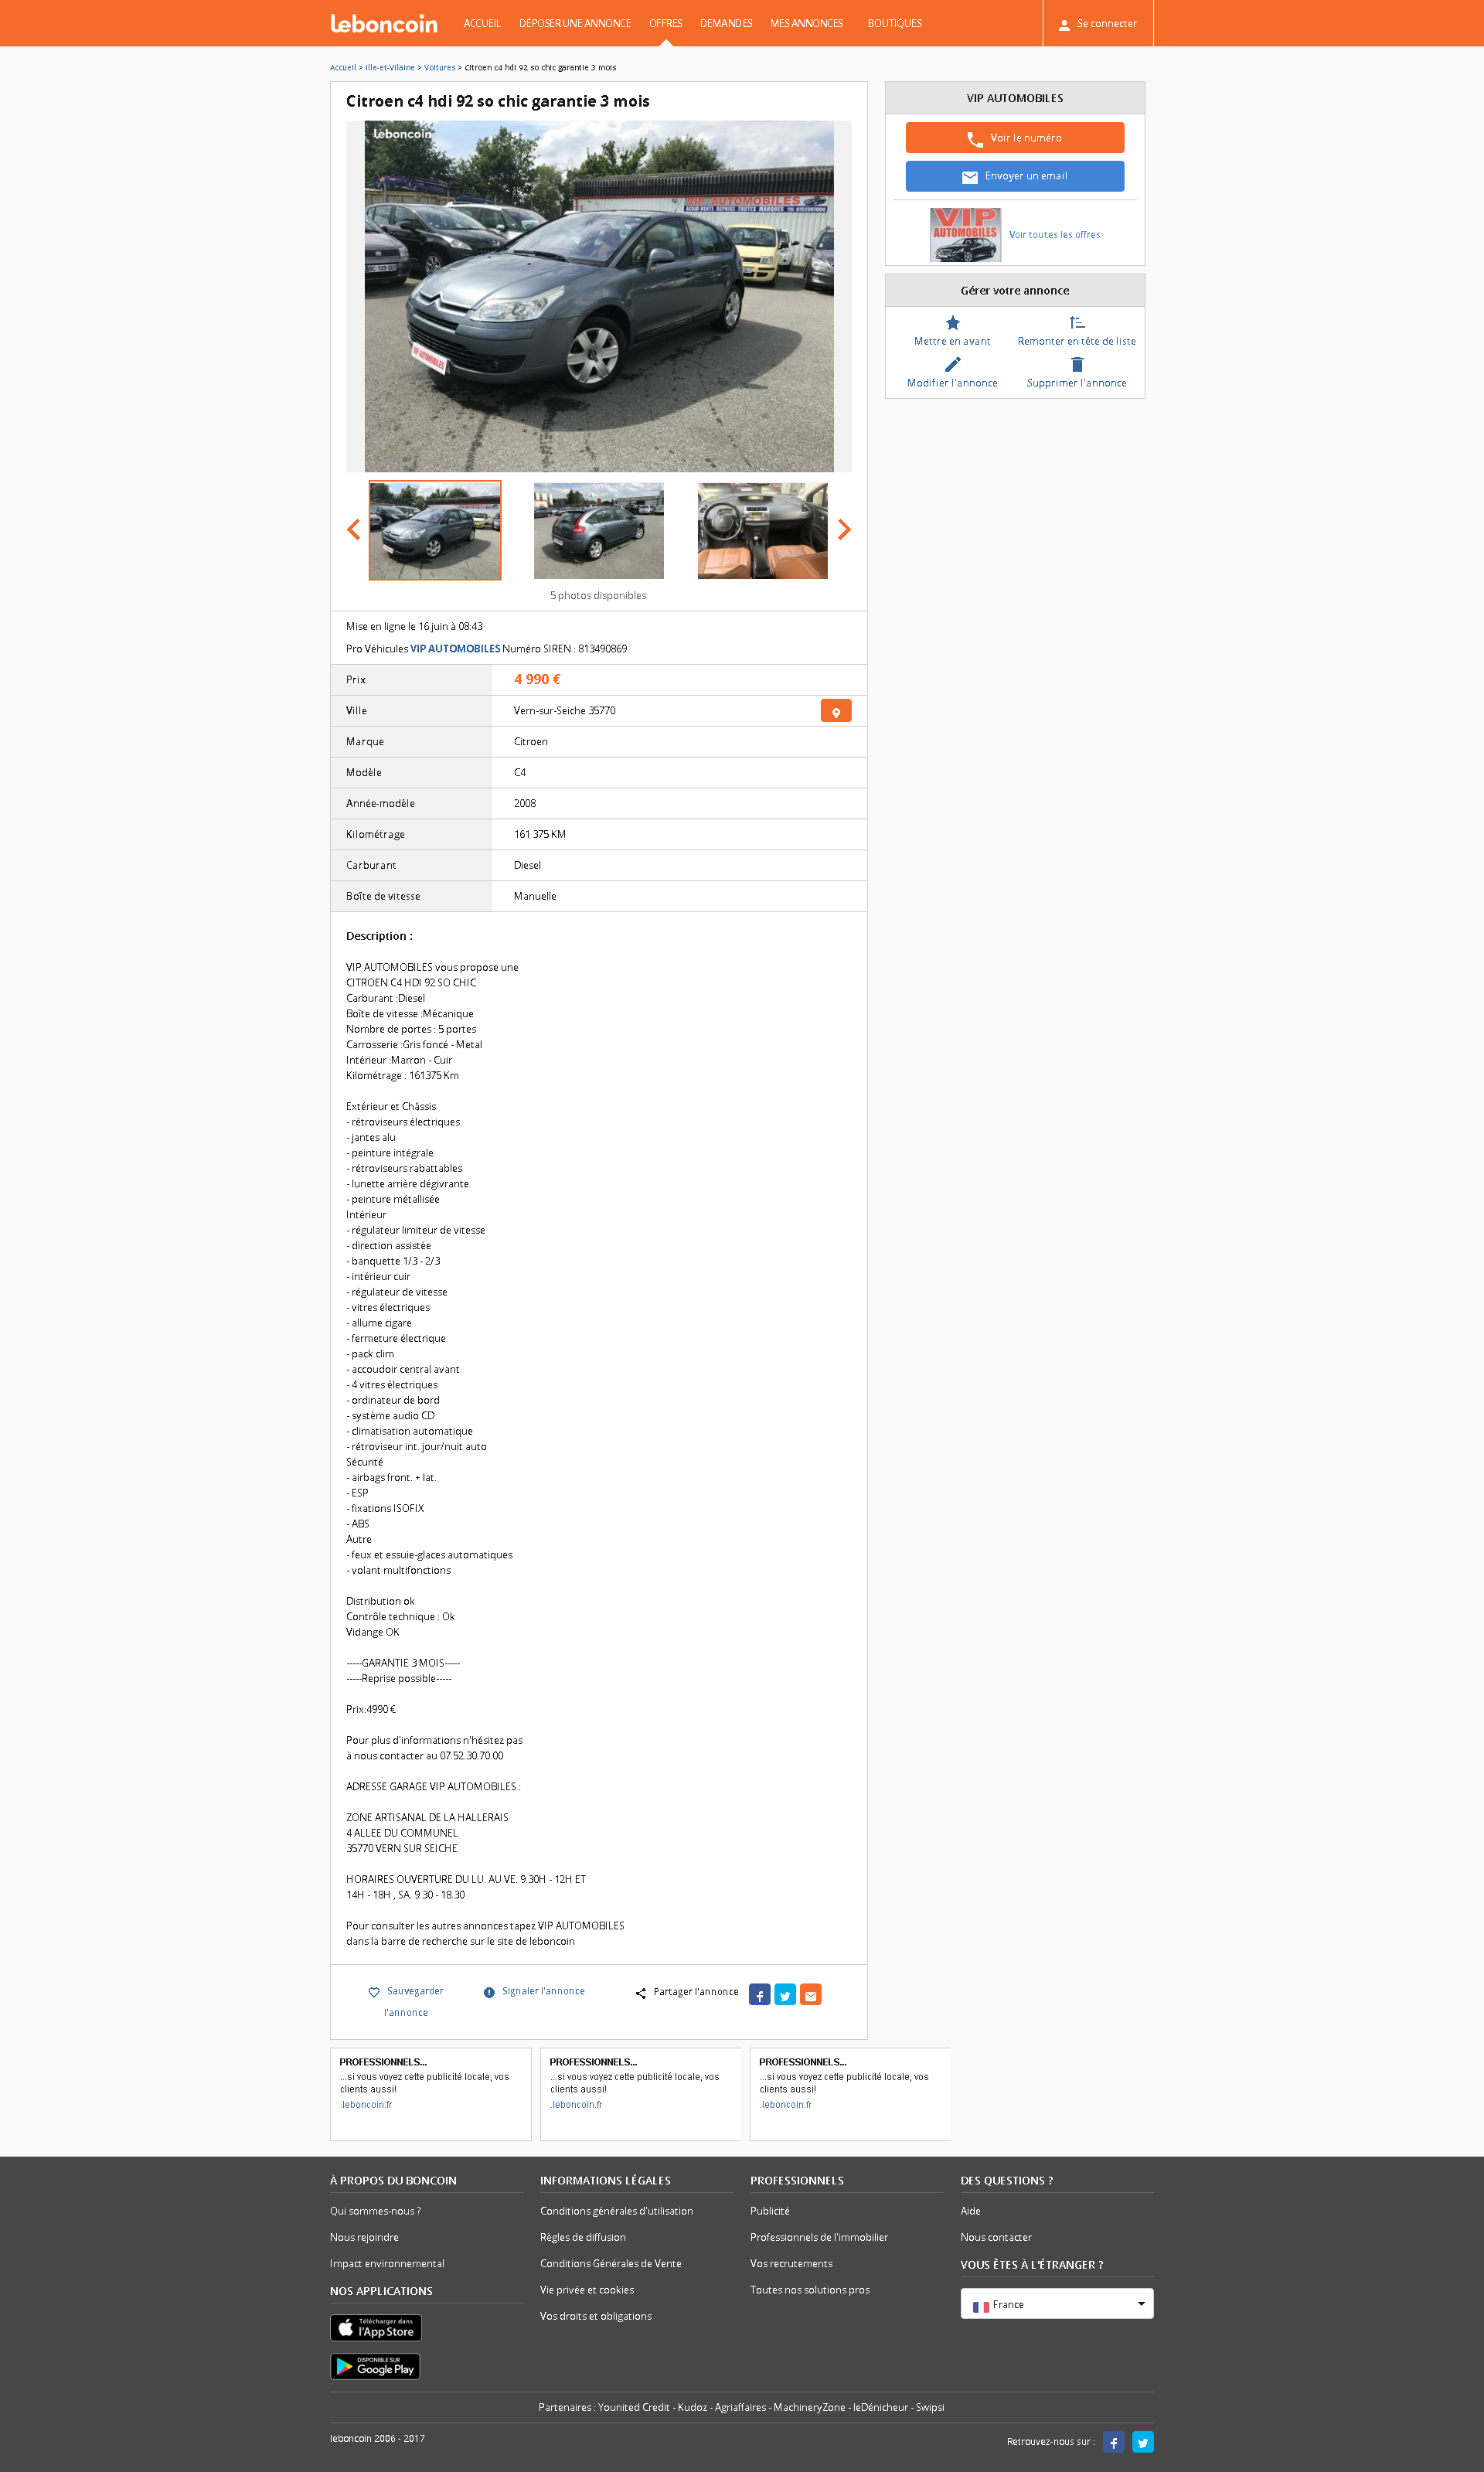 leboncoin ACCUEIL DÉPOSER UNE ANNONCE OFFRES DEMANDES MES ANNONCES BOUTIQUES Se connecter
Accueil > Ille-et-Vilaine > Voitures > Citroen c4 hdi 92 so chic garantie 3 mois
Citroen c4 hdi 92 so chic garantie 3 mois
leboncoin
VIP AUTOMOBILES
ACHAT VENTE REPRISE TOUTES MARQUES
VIP AUTOMOBILES
5 photos disponibles
Mise en ligne le 16 juin à 08:43
Pro Véhicules VIP AUTOMOBILES Numéro SIREN : 813490869
Prix 4 990 €
Ville Vern-sur-Seiche 35770
Marque Citroen
Modèle C4
Année-modèle 2008
Kilométrage 161 375 KM
Carburant Diesel
Boîte de vitesse Manuelle
Description :
VIP AUTOMOBILES vous propose une
CITROEN C4 HDI 92 SO CHIC
Carburant :Diesel
Boîte de vitesse :Mécanique
Nombre de portes : 5 portes
Carrosserie :Gris foncé - Metal
Intérieur :Marron - Cuir
Kilométrage : 161375 Km
Extérieur et Châssis
- rétroviseurs électriques
- jantes alu
- peinture intégrale
- rétroviseurs rabattables
- lunette arrière dégivrante
- peinture métallisée
Intérieur
- régulateur limiteur de vitesse
- direction assistée
- banquette 1/3 - 2/3
- intérieur cuir
- régulateur de vitesse
- vitres électriques
- allume cigare
- fermeture électrique
- pack clim
- accoudoir central avant
- 4 vitres électriques
- ordinateur de bord
- système audio CD
- climatisation automatique
- rétroviseur int. jour/nuit auto
Sécurité
- airbags front. + lat.
- ESP
- fixations ISOFIX
- ABS
Autre
- feux et essuie-glaces automatiques
- volant multifonctions
Distribution ok
Contrôle technique : Ok
Vidange OK
-----GARANTIE 3 MOIS-----
-----Reprise possible-----
Prix:4990 €
Pour plus d'informations n'hésitez pas
à nous contacter au 07.52.30.70.00
ADRESSE GARAGE VIP AUTOMOBILES :
ZONE ARTISANAL DE LA HALLERAIS
4 ALLEE DU COMMUNEL
35770 VERN SUR SEICHE
HORAIRES OUVERTURE DU LU. AU VE. 9.30H - 12H ET
14H - 18H , SA. 9.30 - 18.30
Pour consulter les autres annonces tapez VIP AUTOMOBILES
dans la barre de recherche sur le site de leboncoin
Sauvegarder
l'annonce
Signaler l'annonce
Partager l'annonce
VIP AUTOMOBILES
Voir le numéro
Envoyer un email
VIP
AUTOMOBILES
Voir toutes les offres
Gérer votre annonce
Mettre en avant Remonter en tête de liste
Modifier l'annonce Supprimer l'annonce
PROFESSIONNELS...
...si vous voyez cette publicité locale, vos
clients aussi!
.leboncoin.fr
PROFESSIONNELS...
...si vous voyez cette publicité locale, vos
clients aussi!
.leboncoin.fr
PROFESSIONNELS...
...si vous voyez cette publicité locale, vos
clients aussi!
.leboncoin.fr
À PROPOS DU BONCOIN
Qui sommes-nous ?
Nous rejoindre
Impact environnemental
NOS APPLICATIONS
Télécharger dans
l'App Store
DISPONIBLE SUR
Google Play
INFORMATIONS LÉGALES
Conditions générales d'utilisation
Règles de diffusion
Conditions Générales de Vente
Vie privée et cookies
Vos droits et obligations
PROFESSIONNELS
Publicité
Professionnels de l'immobilier
Vos recrutements
Toutes nos solutions pros
DES QUESTIONS ?
Aide
Nous contacter
VOUS ÊTES À L'ÉTRANGER ?
France
Partenaires : Younited Credit - Kudoz - Agriaffaires - MachineryZone - leDénicheur - Swipsi
leboncoin 2006 - 2017
Retrouvez-nous sur :